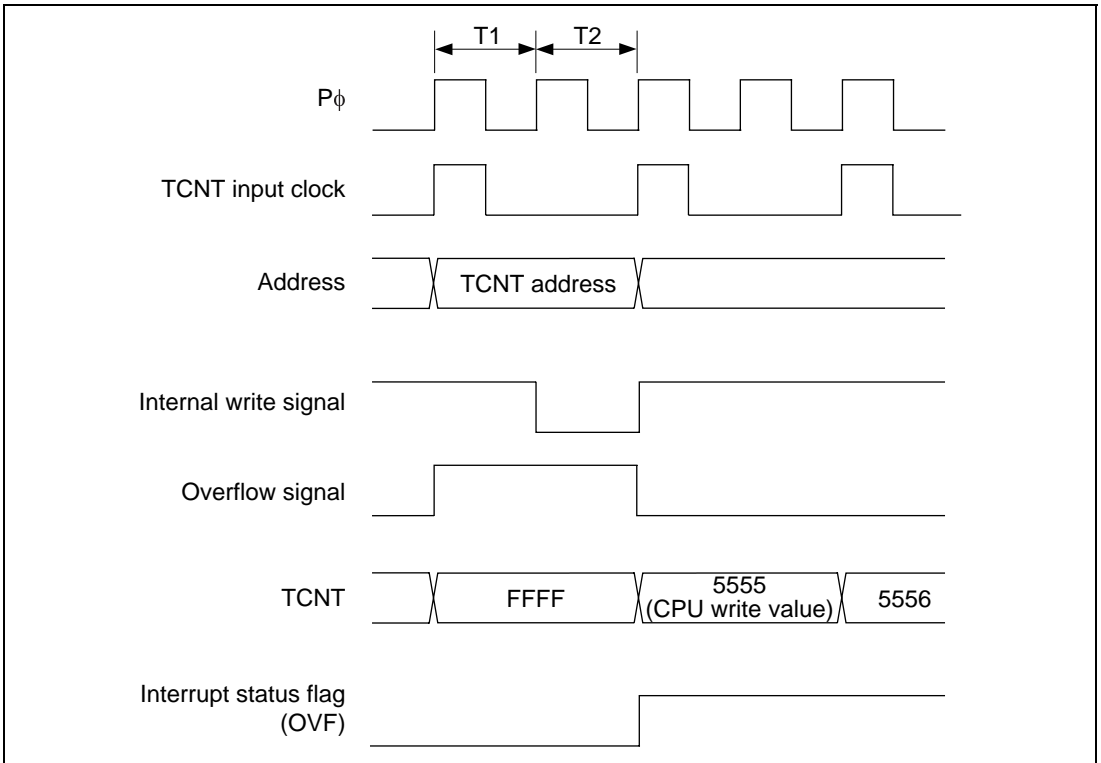 T1 T2
Pϕ
TCNT input clock
Address
TCNT address
Internal write signal
Overflow signal
TCNT
FFFF
5555
(CPU write value)
5556
Interrupt status flag
(OVF)